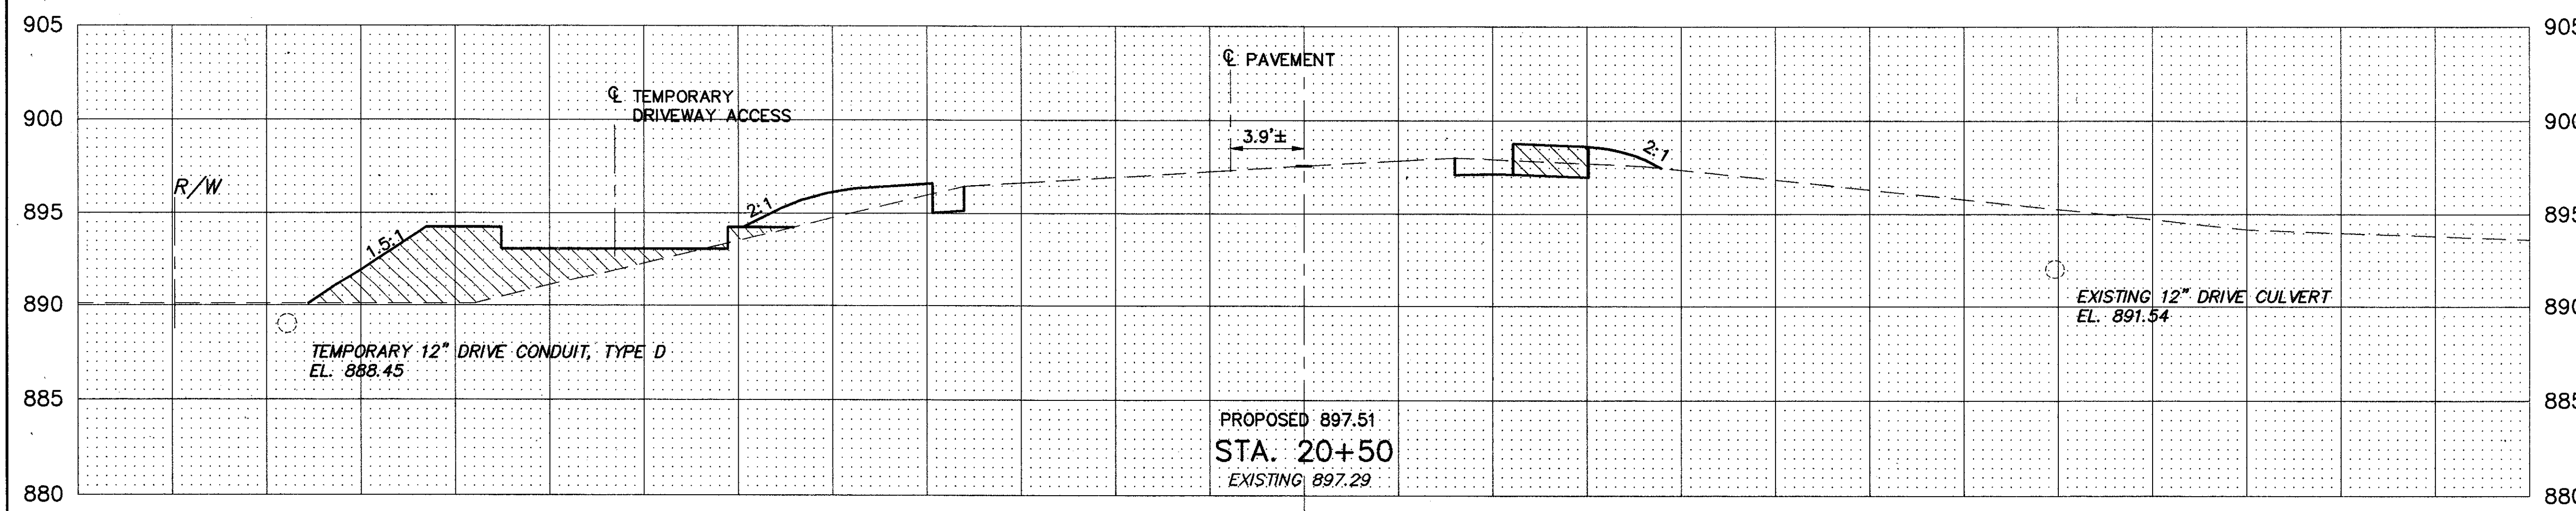 905
905
℄ PAVEMENT
℄ TEMPORARY
DRIVEWAY ACCESS
900
900
3.9'±
2:1
R/W
895
895
2:1
1.5:1
890
890
EXISTING 12" DRIVE CULVERT
EL. 891.54
TEMPORARY 12" DRIVE CONDUIT, TYPE D
EL. 888.45
885
885
PROPOSED 897.51
STA. 20+50
EXISTING 897.29
880
880